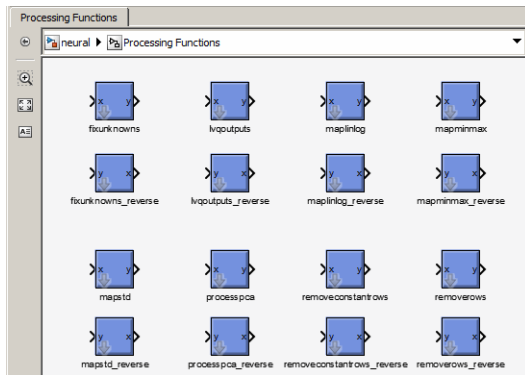 Processing Functions
neural Processing Functions
x y x y x y x y
fixunknowns lvqoutputs maplinlog mapminmax
y x y x y x y x
fixunknowns_reverse lvqoutputs_reverse maplinlog_reverse mapminmax_reverse
x y x y x y x y
mapstd processpca removeconstantrows removerows
y x y x y x y x
mapstd_reverse processpca_reverse removeconstantrows_reverse removerows_reverse